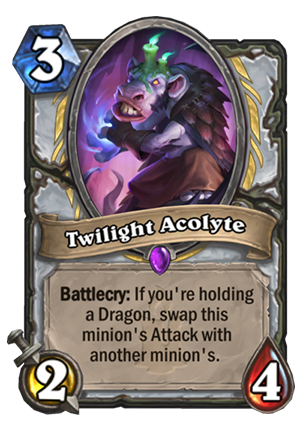 3
Twilight Acolyte
Battlecry: If you're holding
a Dragon, swap this
minion's Attack with
another minion's.
2
4